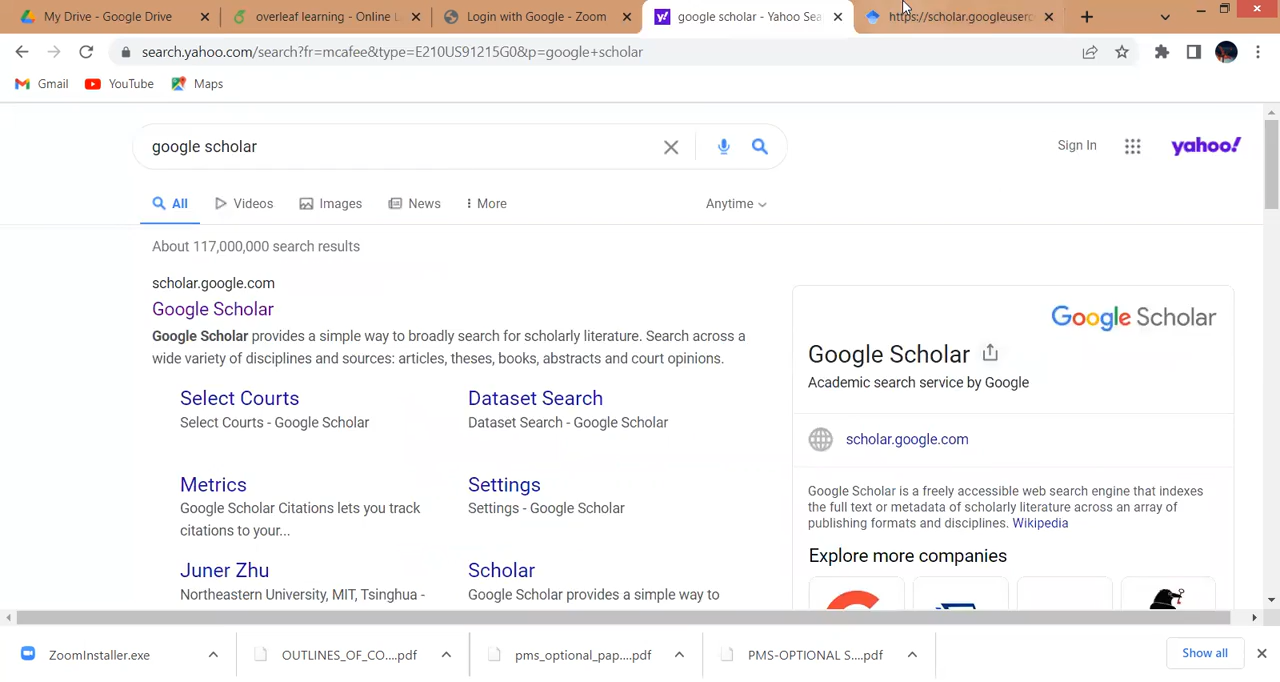 My Drive - Google Drive
overleaf learning - Online L
Login with Google - Zoom
google scholar - Yahoo Sea
https://scholar.googleuserc
search.yahoo.com/search?fr=mcafee&type=E210US91215G0&p=google+scholar
Gmail
YouTube
Maps
google scholar
Sign In
yahoo!
All
Videos
Images
News
More
Anytime
About 117,000,000 search results
scholar.google.com
Google Scholar
Google Scholar provides a simple way to broadly search for scholarly literature. Search across a
wide variety of disciplines and sources: articles, theses, books, abstracts and court opinions.
Select Courts
Select Courts - Google Scholar
Dataset Search
Dataset Search - Google Scholar
Metrics
Google Scholar Citations lets you track
citations to your...
Settings
Settings - Google Scholar
Juner Zhu
Northeastern University, MIT, Tsinghua -
Scholar
Google Scholar provides a simple way to
Google Scholar
Google Scholar
Academic search service by Google
scholar.google.com
Google Scholar is a freely accessible web search engine that indexes
the full text or metadata of scholarly literature across an array of
publishing formats and disciplines. Wikipedia
Explore more companies
ZoomInstaller.exe
OUTLINES_OF_CO....pdf
pms_optional_pap....pdf
PMS-OPTIONAL S....pdf
Show all